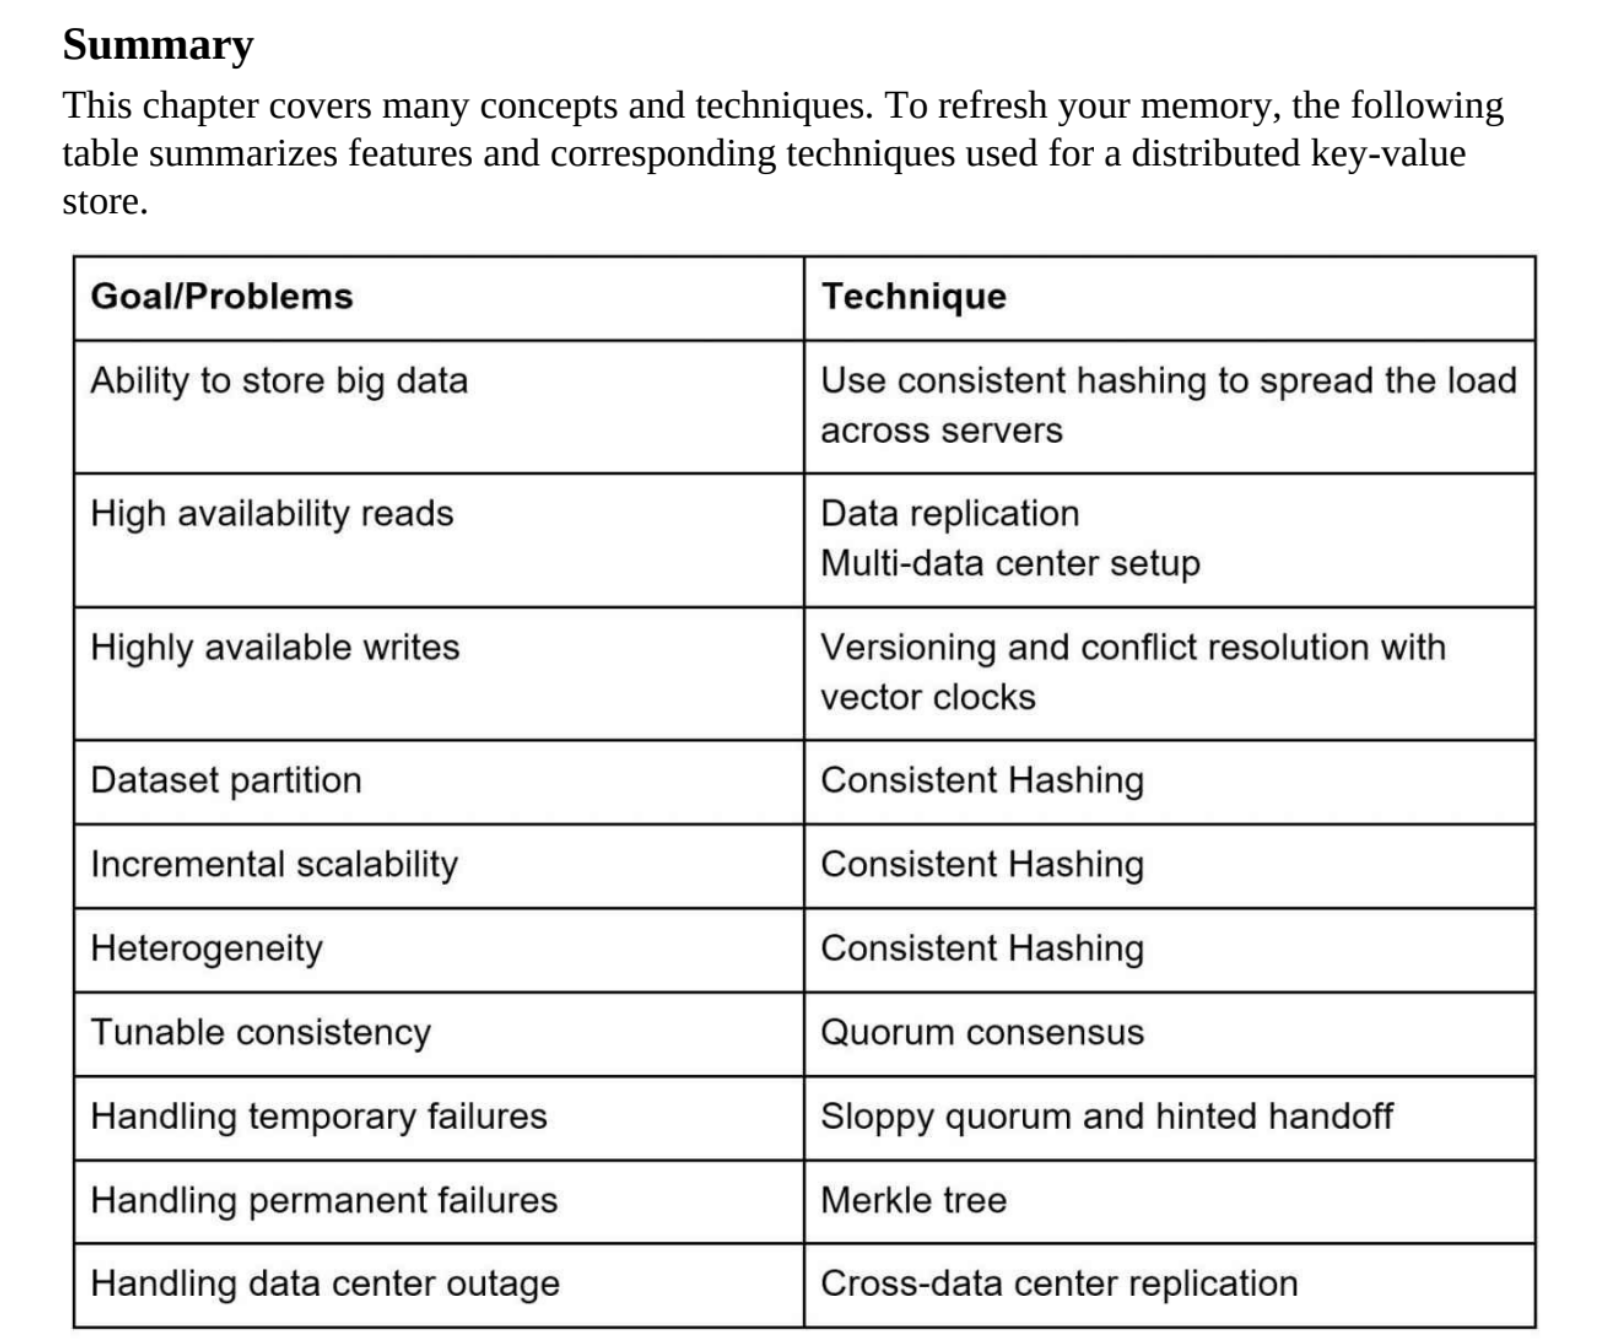 Summary
This chapter covers many concepts and techniques. To refresh your memory, the following
table summarizes features and corresponding techniques used for a distributed key-value
store.
Goal/Problems Technique
Ability to store big data Use consistent hashing to spread the load
across servers
High availability reads Data replication
Multi-data center setup
Highly available writes Versioning and conflict resolution with
vector clocks
Dataset partition Consistent Hashing
Incremental scalability Consistent Hashing
Heterogeneity Consistent Hashing
Tunable consistency Quorum consensus
Handling temporary failures Sloppy quorum and hinted handoff
Handling permanent failures Merkle tree
Handling data center outage Cross-data center replication